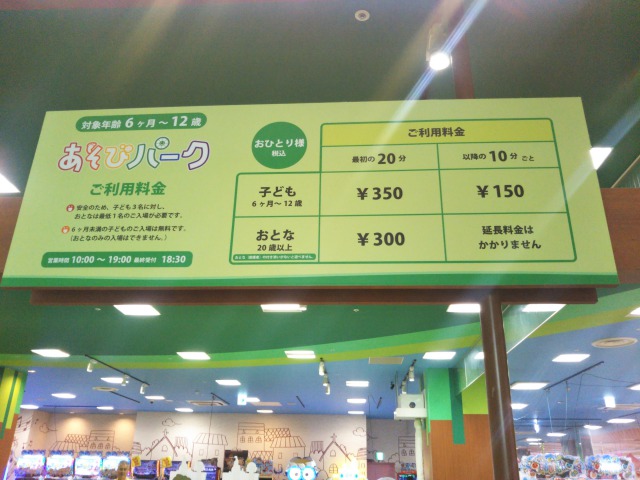 対象年齢 6ヶ月～12歳
あそびパーク
ご利用料金
安全のため、子ども3名に対し、
おとなは最低1名のご入場が必要です。
6ヶ月未満の子どものご入場は無料です。
(おとなのみの入場はできません。)
営業時間 10:00～19:00 最終受付 18:30
おひとり様
税込
ご利用料金
最初の20分
以降の10分ごと
子ども
6ヶ月～12歳
￥350
￥150
おとな
20歳以上
￥300
延長料金は
かかりません